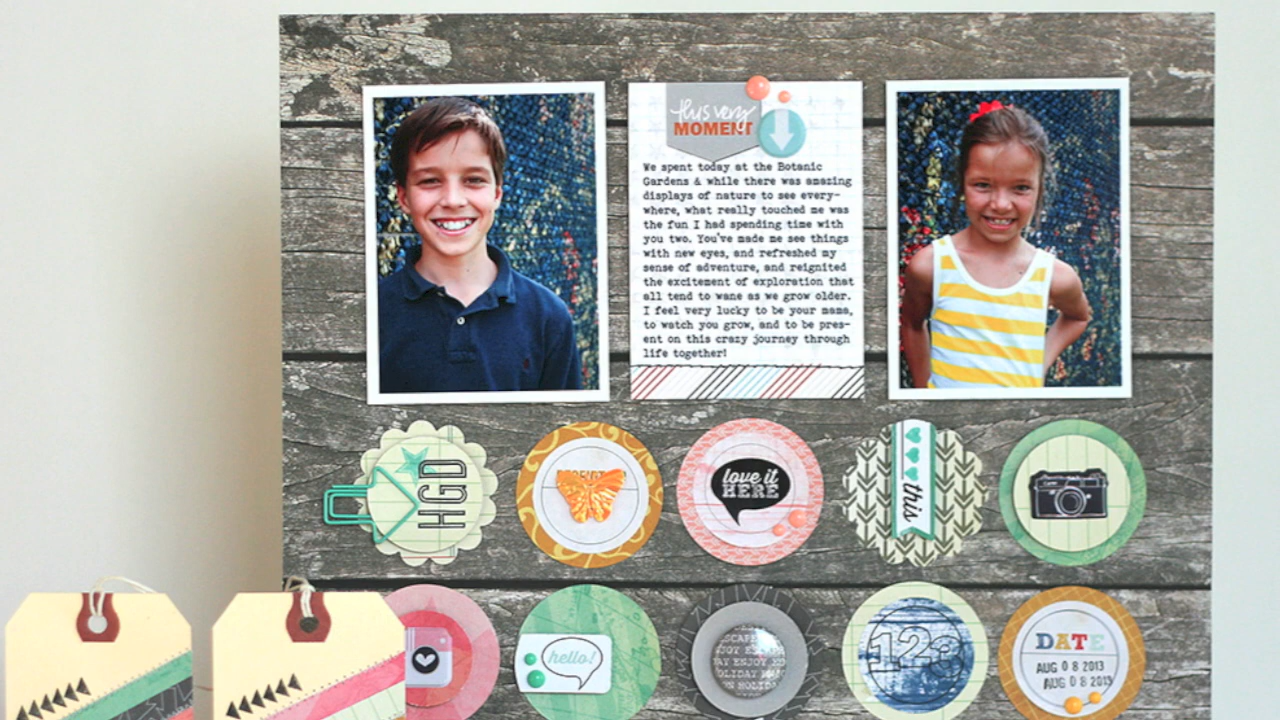 this very
MOMENT
We spent today at the Botanic
Gardens & while there was amazing
displays of nature to see every-
where, what really touched me was
the fun I had spending time with
you two. You've made me see things
with new eyes, and refreshed my
sense of adventure, and reignited
the excitement of exploration that
all tend to wane as we grow older.
I feel very lucky to be your mama,
to watch you grow, and to be pres-
ent on this crazy journey through
life together!
HGD
love it
HERE
this
hello!
123
DATE
AUG 08 2013
AUG 08 2013